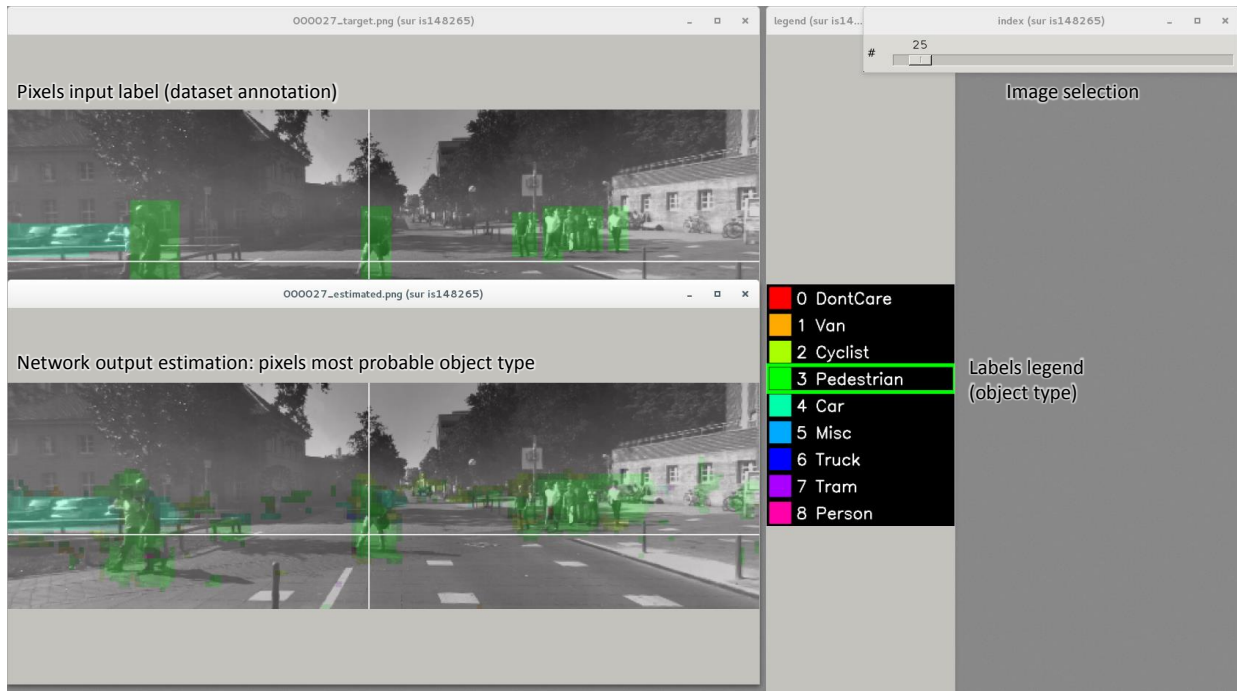 000027_target.png (sur is148265)
legend (sur is14...
index (sur is148265)
#
25
Pixels input label (dataset annotation)
Image selection
000027_estimated.png (sur is148265)
Network output estimation: pixels most probable object type
0 DontCare
1 Van
2 Cyclist
3 Pedestrian
4 Car
5 Misc
6 Truck
7 Tram
8 Person
Labels legend
(object type)